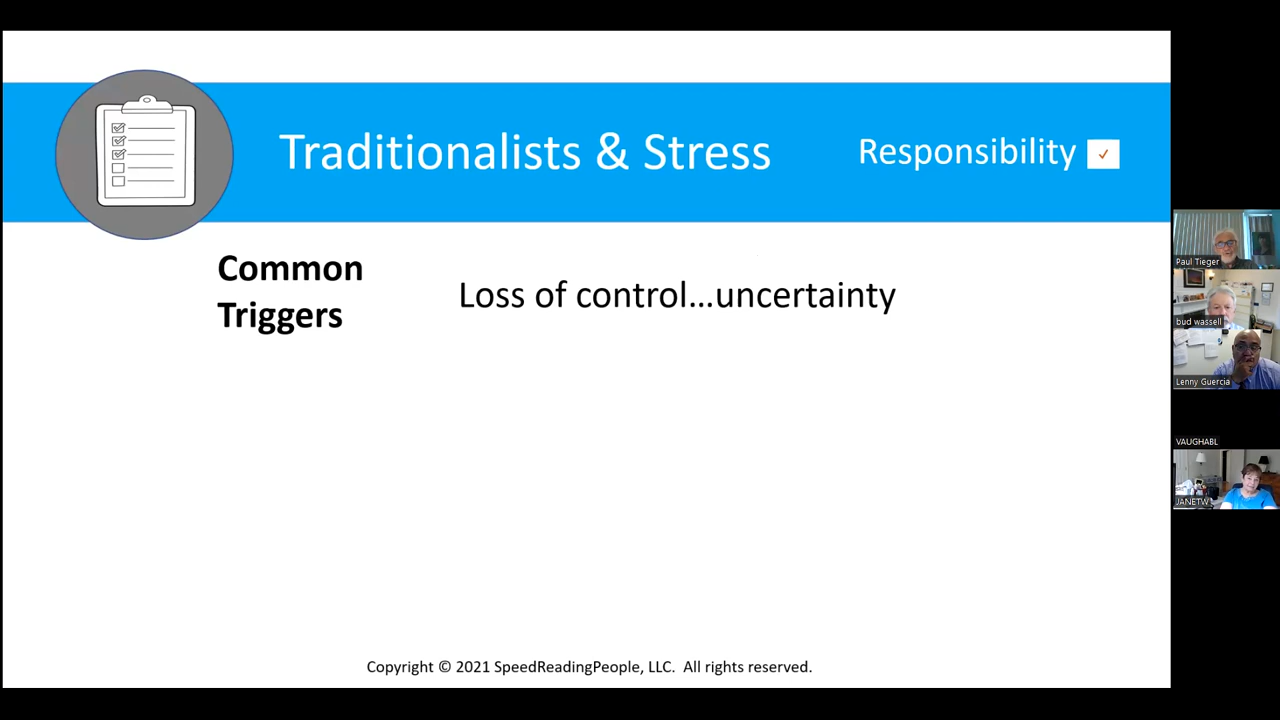 Traditionalists & Stress
Responsibility ✓
Common
Triggers
Loss of control...uncertainty
Copyright © 2021 SpeedReadingPeople, LLC.  All rights reserved.
Paul Tieger
bud wassell
Lenny Guercia
VAUGHABL
JANETW